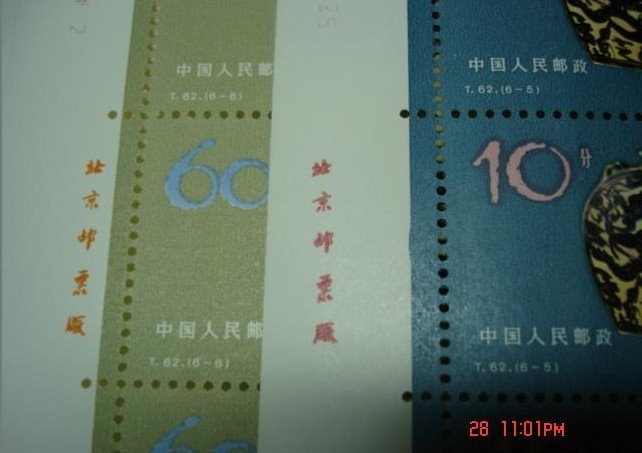 中国人民邮
T.62.(6-6)
60
北京邮票厂
中国人民邮
T.62.(6-6)
60
中国人民邮政
T.62.(6-5)
10分
北京邮票厂
中国人民邮政
T.62.(6-5)
28 11:01PM